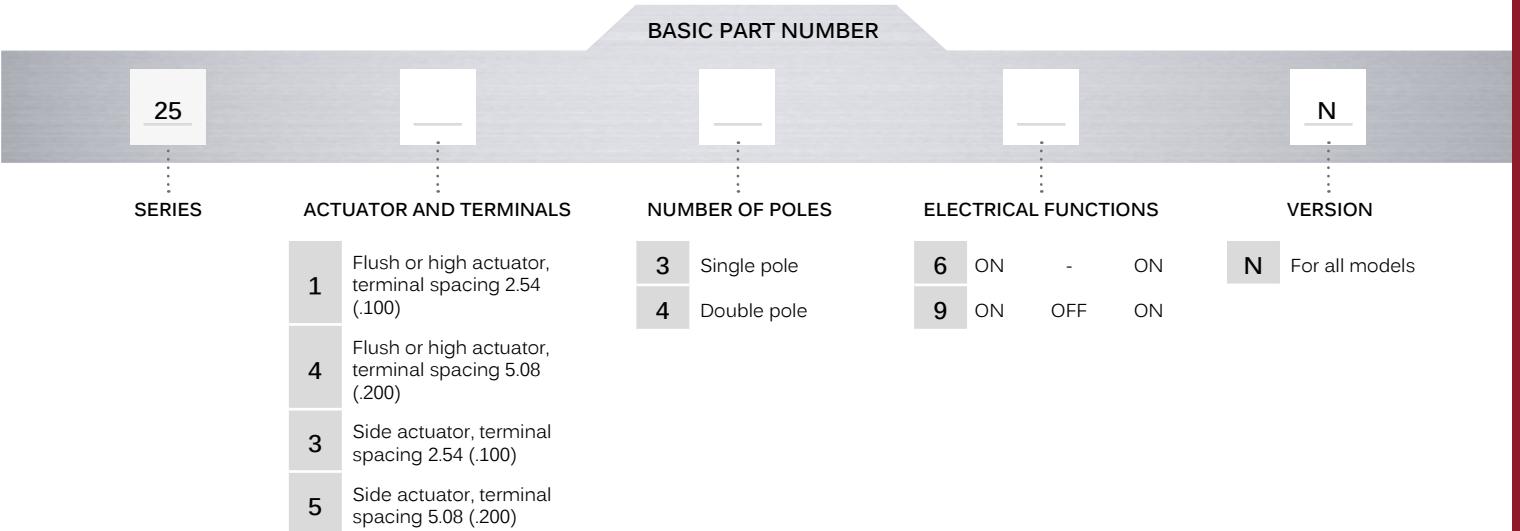 BASIC PART NUMBER
25
N
SERIES
ACTUATOR AND TERMINALS
NUMBER OF POLES
ELECTRICAL FUNCTIONS
VERSION
1
Flush or high actuator,
terminal spacing 2.54
(.100)
4
Flush or high actuator,
terminal spacing 5.08
(.200)
3
Side actuator, terminal
spacing 2.54 (.100)
5
Side actuator, terminal
spacing 5.08 (.200)
3 Single pole
4 Double pole
6 ON - ON
9 ON OFF ON
N For all models